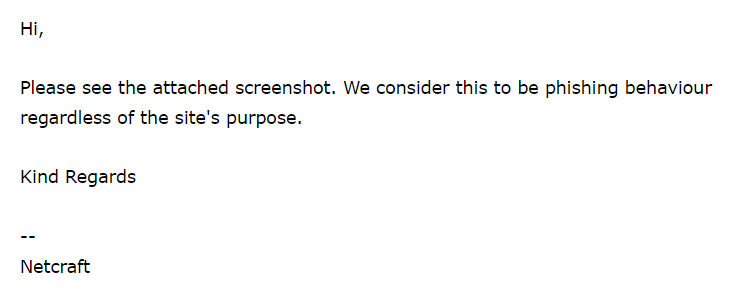 Hi,
Please see the attached screenshot. We consider this to be phishing behaviour
regardless of the site's purpose.
Kind Regards
--
Netcraft